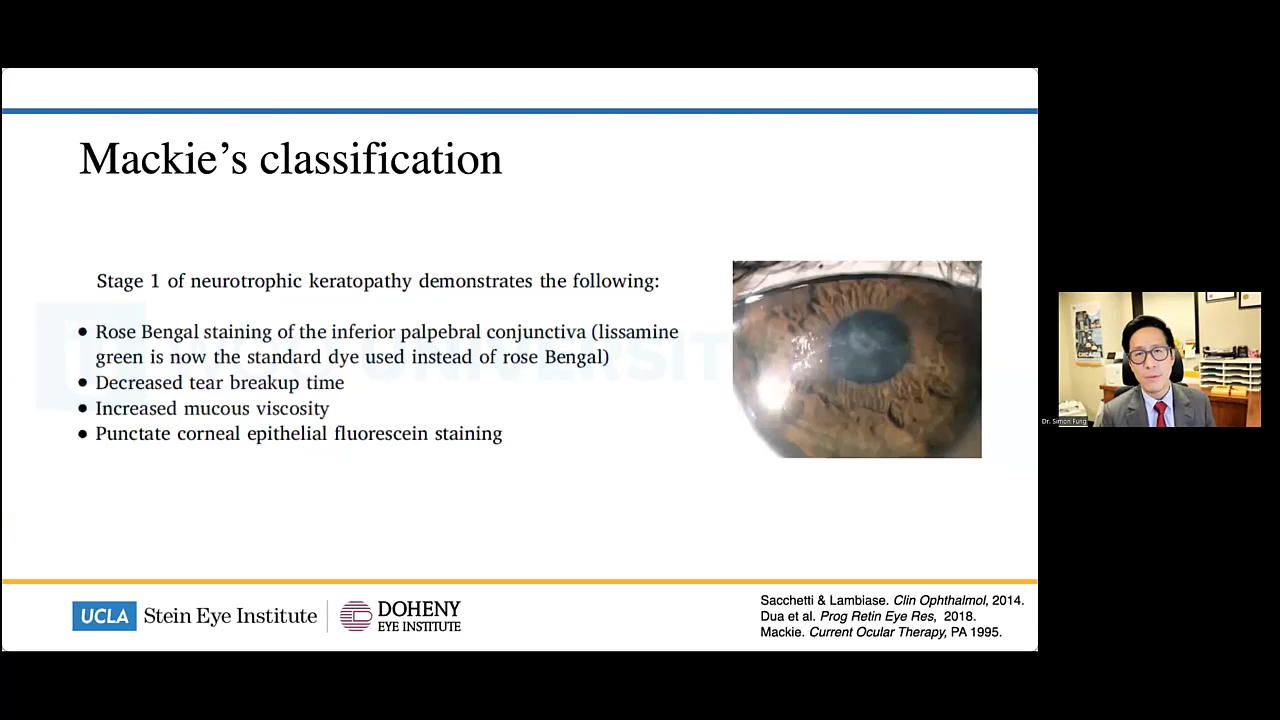 Mackie's classification
Stage 1 of neurotrophic keratopathy demonstrates the following:
• Rose Bengal staining of the inferior palpebral conjunctiva (lissamine
green is now the standard dye used instead of rose Bengal)
• Decreased tear breakup time
• Increased mucous viscosity
• Punctate corneal epithelial fluorescein staining
UCLA Stein Eye Institute
DOHENY
EYE INSTITUTE
Sacchetti & Lambiase. Clin Ophthalmol, 2014.
Dua et al. Prog Retin Eye Res, 2018.
Mackie. Current Ocular Therapy, PA 1995.
Dr. Simon Fung